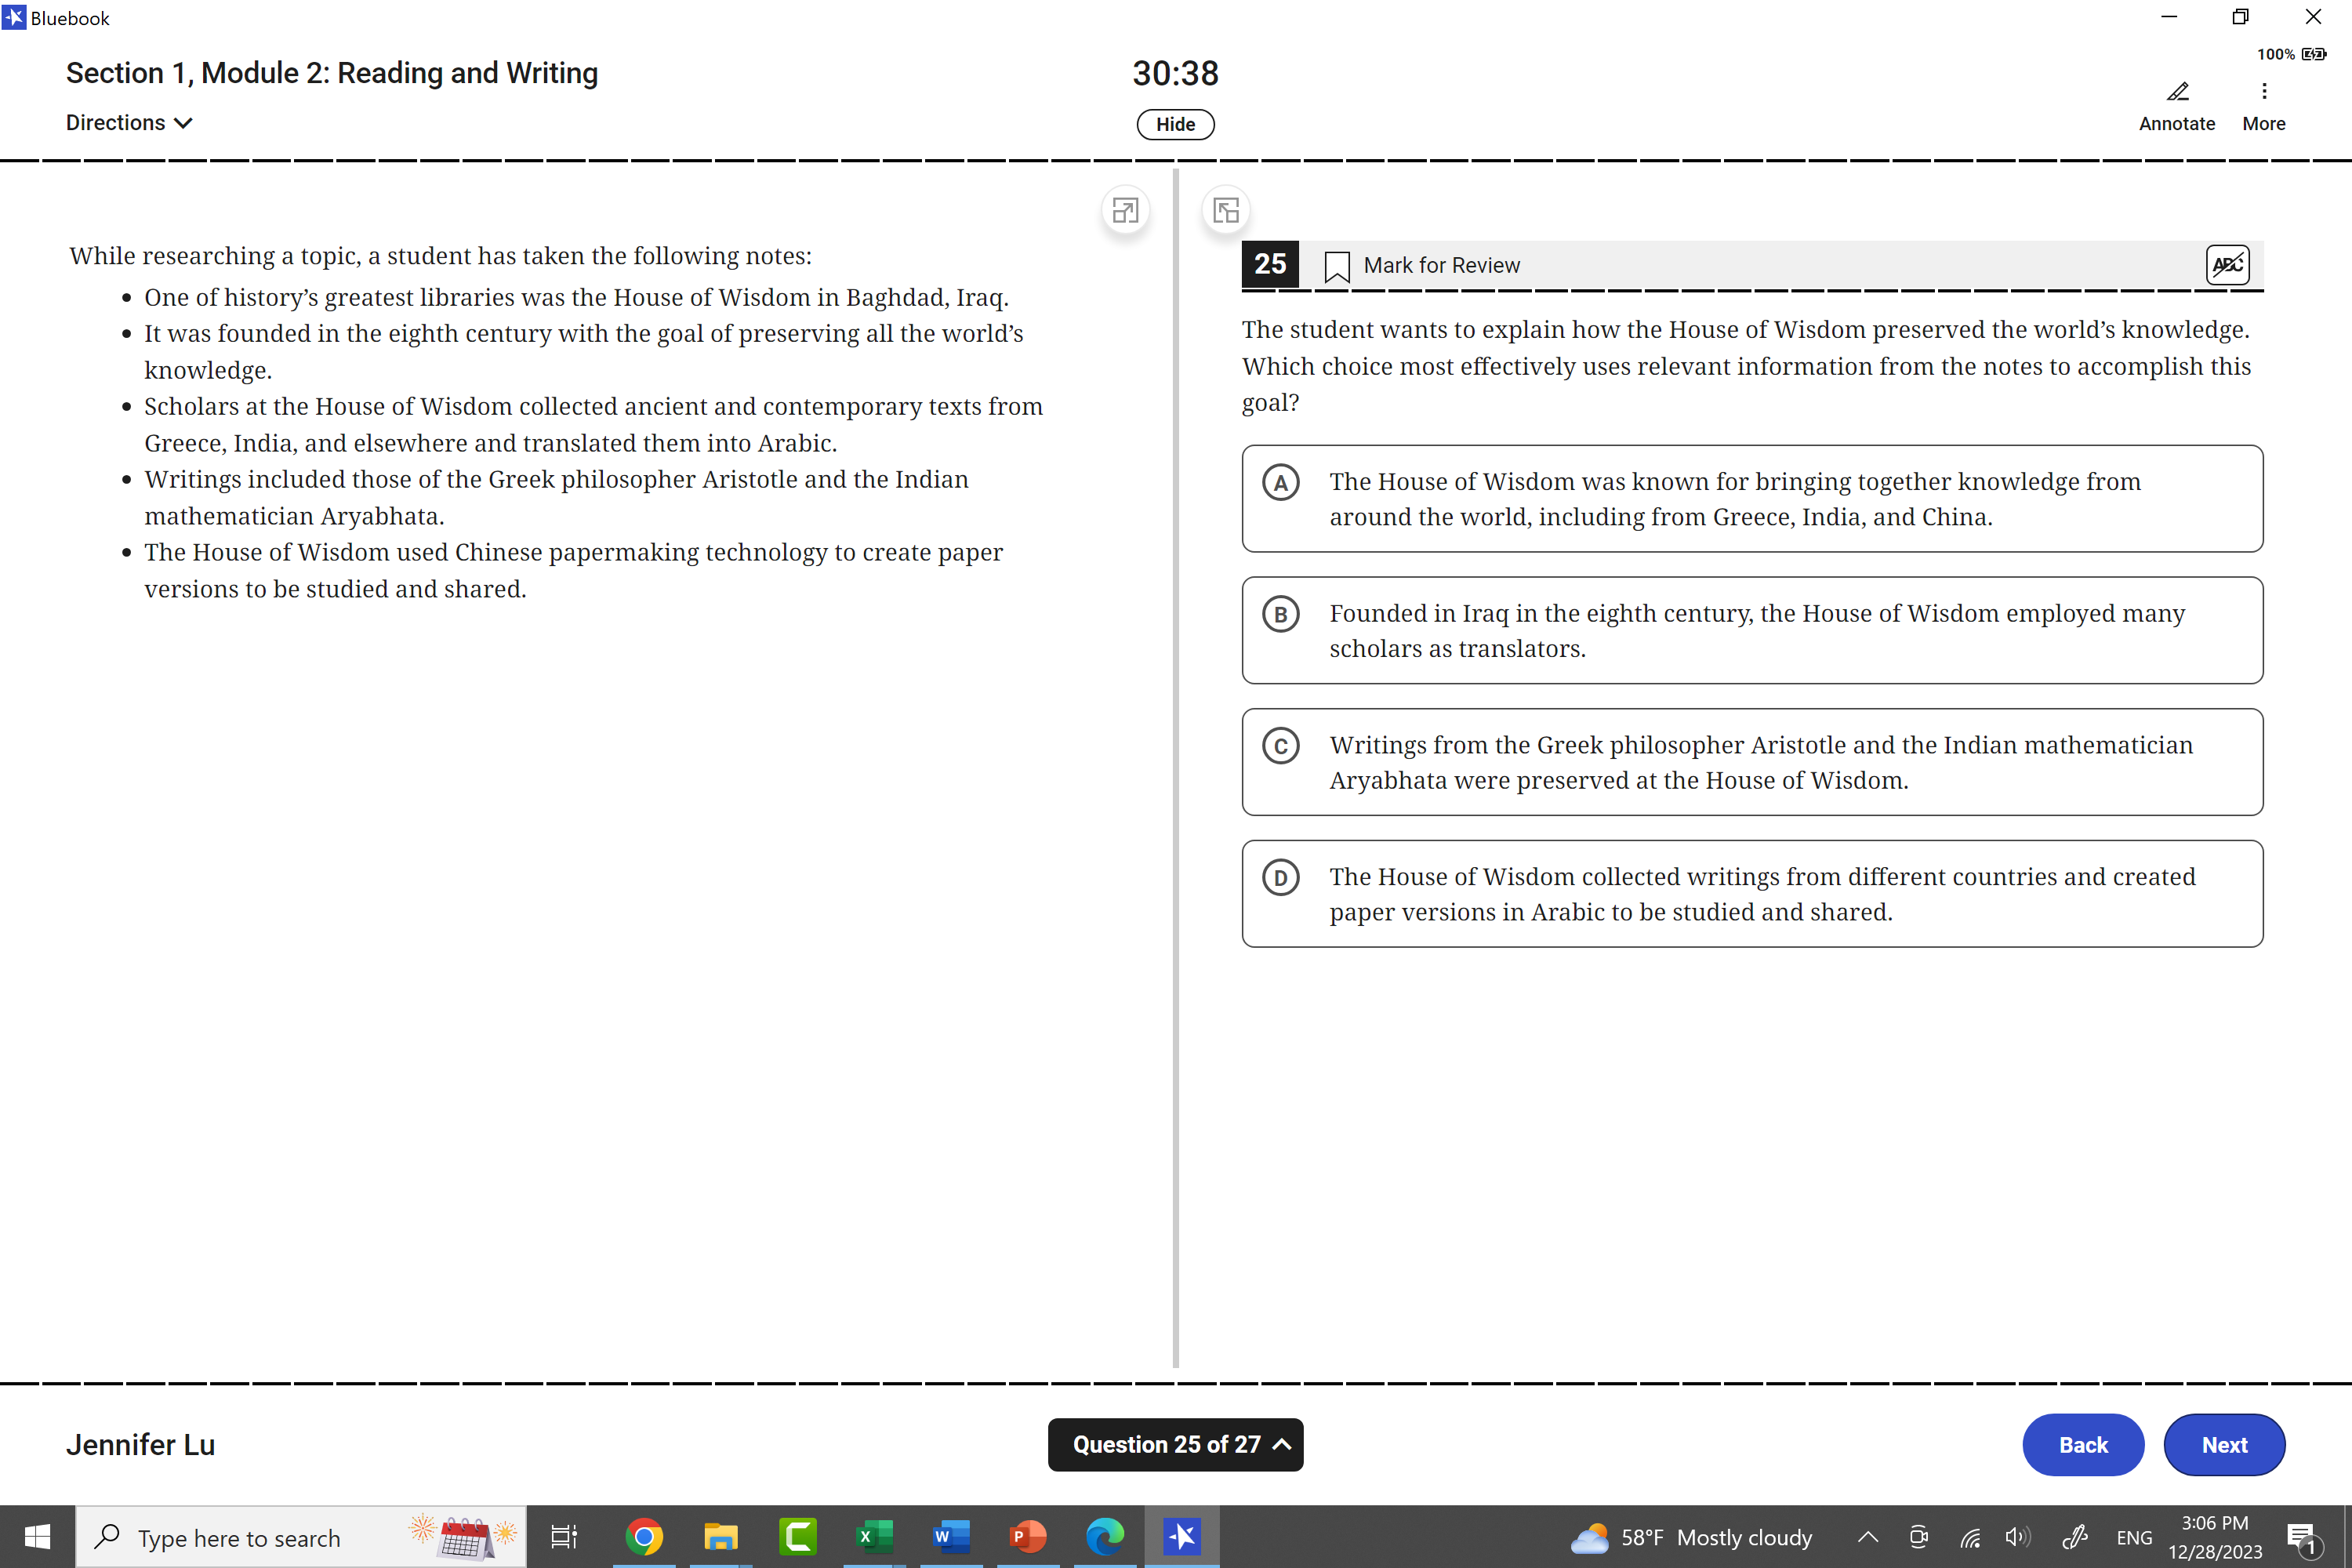 Bluebook
100%
Section 1, Module 2: Reading and Writing
30:38
Directions
Hide
Annotate
More
While researching a topic, a student has taken the following notes:
• One of history’s greatest libraries was the House of Wisdom in Baghdad, Iraq.
• It was founded in the eighth century with the goal of preserving all the world’s
knowledge.
• Scholars at the House of Wisdom collected ancient and contemporary texts from
Greece, India, and elsewhere and translated them into Arabic.
• Writings included those of the Greek philosopher Aristotle and the Indian
mathematician Aryabhata.
• The House of Wisdom used Chinese papermaking technology to create paper
versions to be studied and shared.
25
Mark for Review
ABC
The student wants to explain how the House of Wisdom preserved the world’s knowledge.
Which choice most effectively uses relevant information from the notes to accomplish this
goal?
A The House of Wisdom was known for bringing together knowledge from
around the world, including from Greece, India, and China.
B Founded in Iraq in the eighth century, the House of Wisdom employed many
scholars as translators.
C Writings from the Greek philosopher Aristotle and the Indian mathematician
Aryabhata were preserved at the House of Wisdom.
D The House of Wisdom collected writings from different countries and created
paper versions in Arabic to be studied and shared.
Jennifer Lu
Question 25 of 27
Back
Next
Type here to search
X
W
P
58°F Mostly cloudy
ENG
3:06 PM
12/28/2023
1